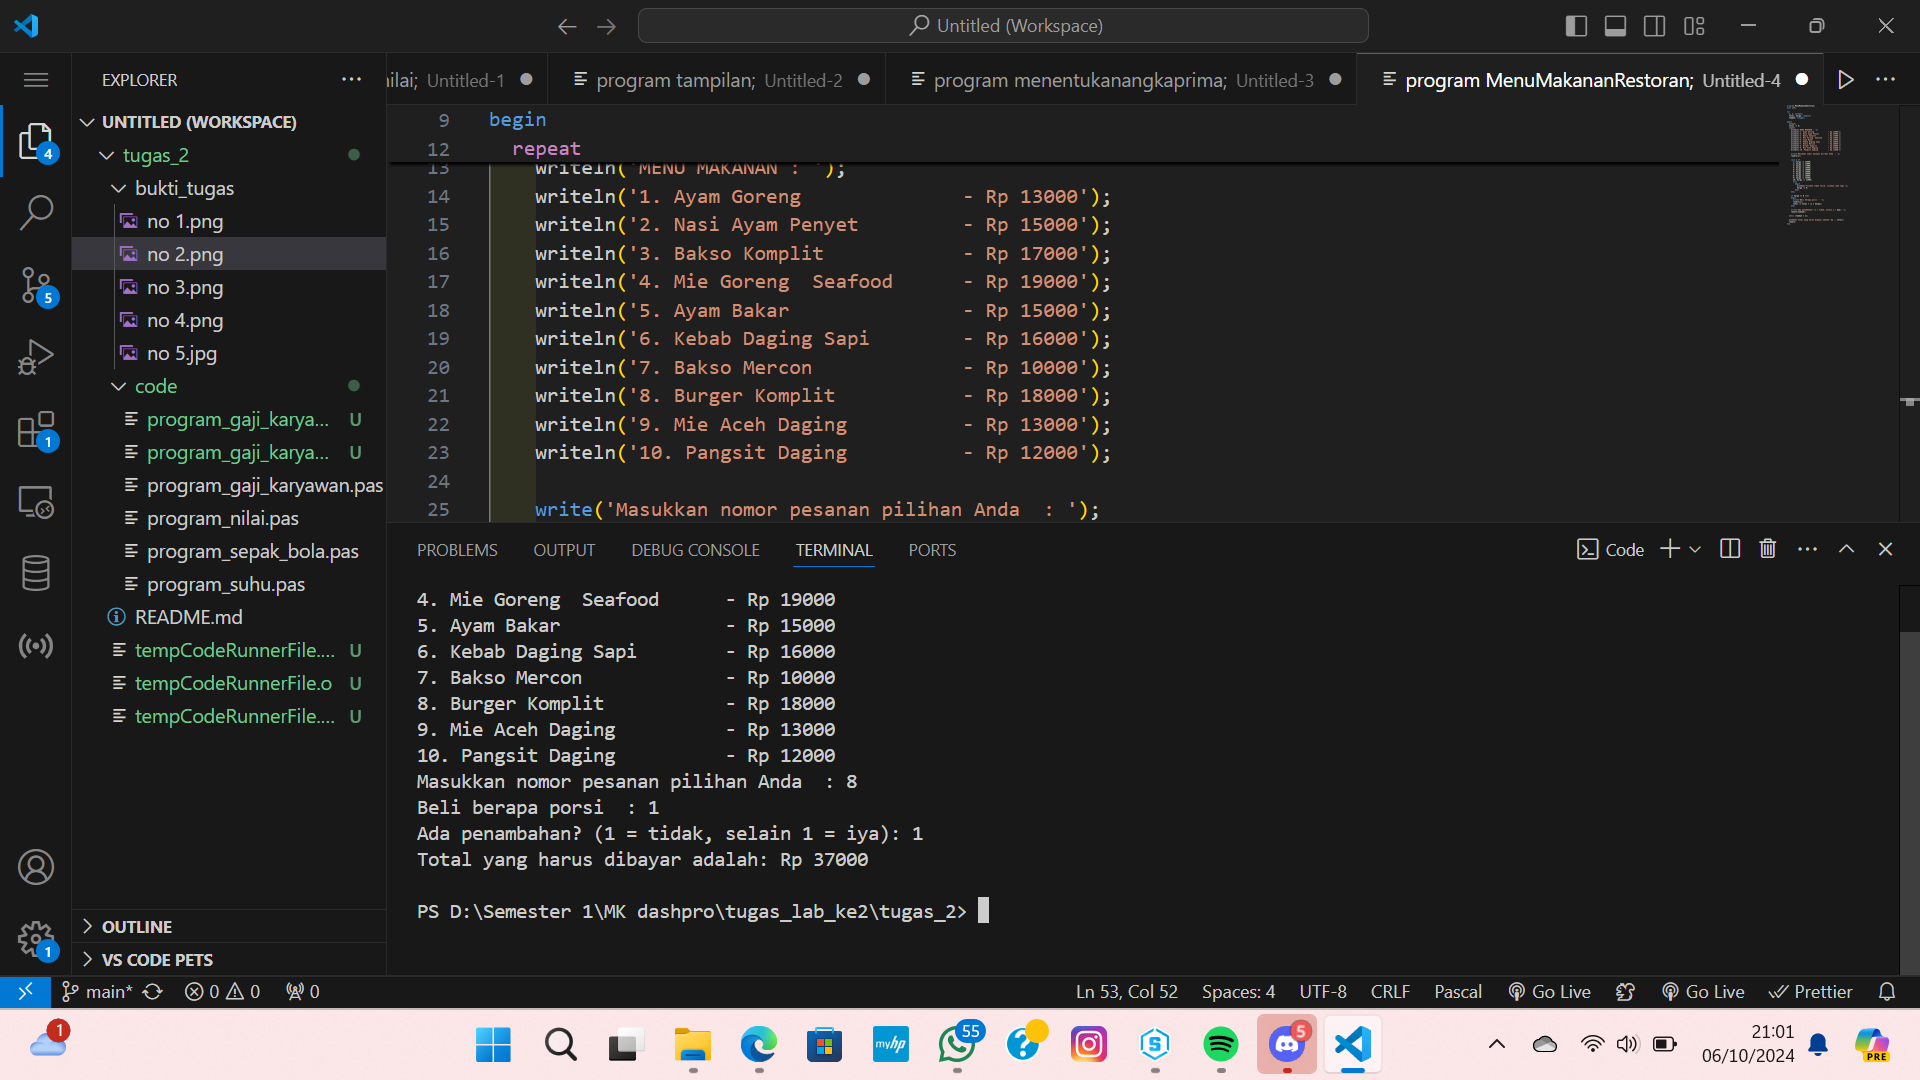 Untitled (Workspace)
EXPLORER
ilai; Untitled-1
program tampilan; Untitled-2
program menentukanangkaprima; Untitled-3
program MenuMakananRestoran; Untitled-4
UNTITLED (WORKSPACE)
tugas_2
bukti_tugas
no 1.png
no 2.png
no 3.png
no 4.png
no 5.jpg
code
program_gaji_karya... U
program_gaji_karya... U
program_gaji_karyawan.pas
program_nilai.pas
program_sepak_bola.pas
program_suhu.pas
README.md
tempCodeRunnerFile.... U
tempCodeRunnerFile.o U
tempCodeRunnerFile.... U
OUTLINE
VS CODE PETS
4
5
1
1
9 begin
12 repeat
13 writeln('MENU MAKANAN : ');
14 writeln('1. Ayam Goreng - Rp 13000');
15 writeln('2. Nasi Ayam Penyet - Rp 15000');
16 writeln('3. Bakso Komplit - Rp 17000');
17 writeln('4. Mie Goreng  Seafood - Rp 19000');
18 writeln('5. Ayam Bakar - Rp 15000');
19 writeln('6. Kebab Daging Sapi - Rp 16000');
20 writeln('7. Bakso Mercon - Rp 10000');
21 writeln('8. Burger Komplit - Rp 18000');
22 writeln('9. Mie Aceh Daging - Rp 13000');
23 writeln('10. Pangsit Daging - Rp 12000');
24
25 write('Masukkan nomor pesanan pilihan Anda  : ');
PROBLEMS OUTPUT DEBUG CONSOLE TERMINAL PORTS
Code
4. Mie Goreng  Seafood - Rp 19000
5. Ayam Bakar - Rp 15000
6. Kebab Daging Sapi - Rp 16000
7. Bakso Mercon - Rp 10000
8. Burger Komplit - Rp 18000
9. Mie Aceh Daging - Rp 13000
10. Pangsit Daging - Rp 12000
Masukkan nomor pesanan pilihan Anda  : 8
Beli berapa porsi  : 1
Ada penambahan? (1 = tidak, selain 1 = iya): 1
Total yang harus dibayar adalah: Rp 37000
PS D:\Semester 1\MK dashpro\tugas_lab_ke2\tugas_2>
main* 0 0 0
Ln 53, Col 52 Spaces: 4 UTF-8 CRLF Pascal Go Live Go Live Prettier
1
myhp
55
5
21:01
06/10/2024
PRE